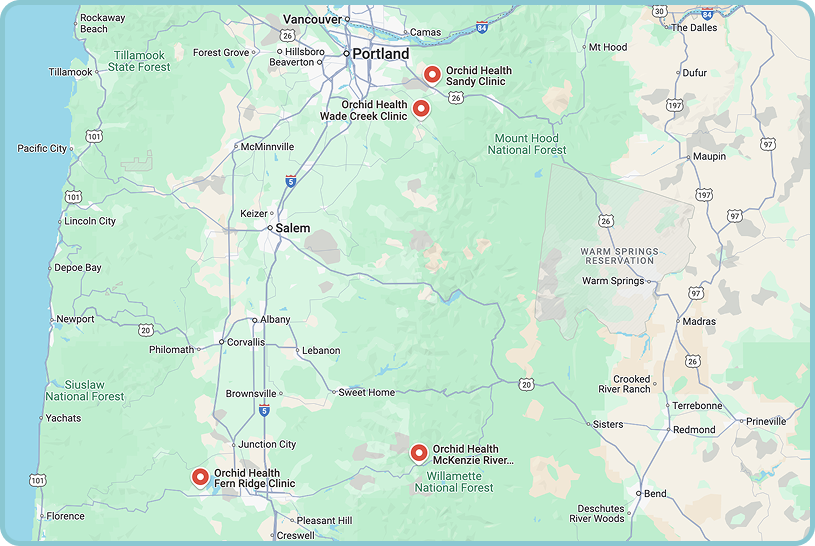 Rockaway
Beach
Vancouver
Camas
84
30
84
The Dalles
26
Tillamook
State Forest
Forest Grove
Hillsboro
Beaverton
Portland
Mt Hood
Tillamook
Orchid Health
Sandy Clinic
26
Dufur
Orchid Health
Wade Creek Clinic
197
101
Mount Hood
National Forest
97
Pacific City
McMinnville
Maupin
5
101
197
Lincoln City
Keizer
Salem
26
97
WARM SPRINGS
RESERVATION
Depoe Bay
Warm Springs
97
Newport
20
Albany
Madras
Philomath
Corvallis
Lebanon
26
Siuslaw
National Forest
Brownsville
Sweet Home
20
Crooked
River Ranch
Yachats
5
Terrebonne
Sisters
Redmond
Prineville
Junction City
Orchid Health
McKenzie River...
101
Orchid Health
Fern Ridge Clinic
Willamette
National Forest
Bend
Florence
Pleasant Hill
Deschutes
River Woods
Creswell